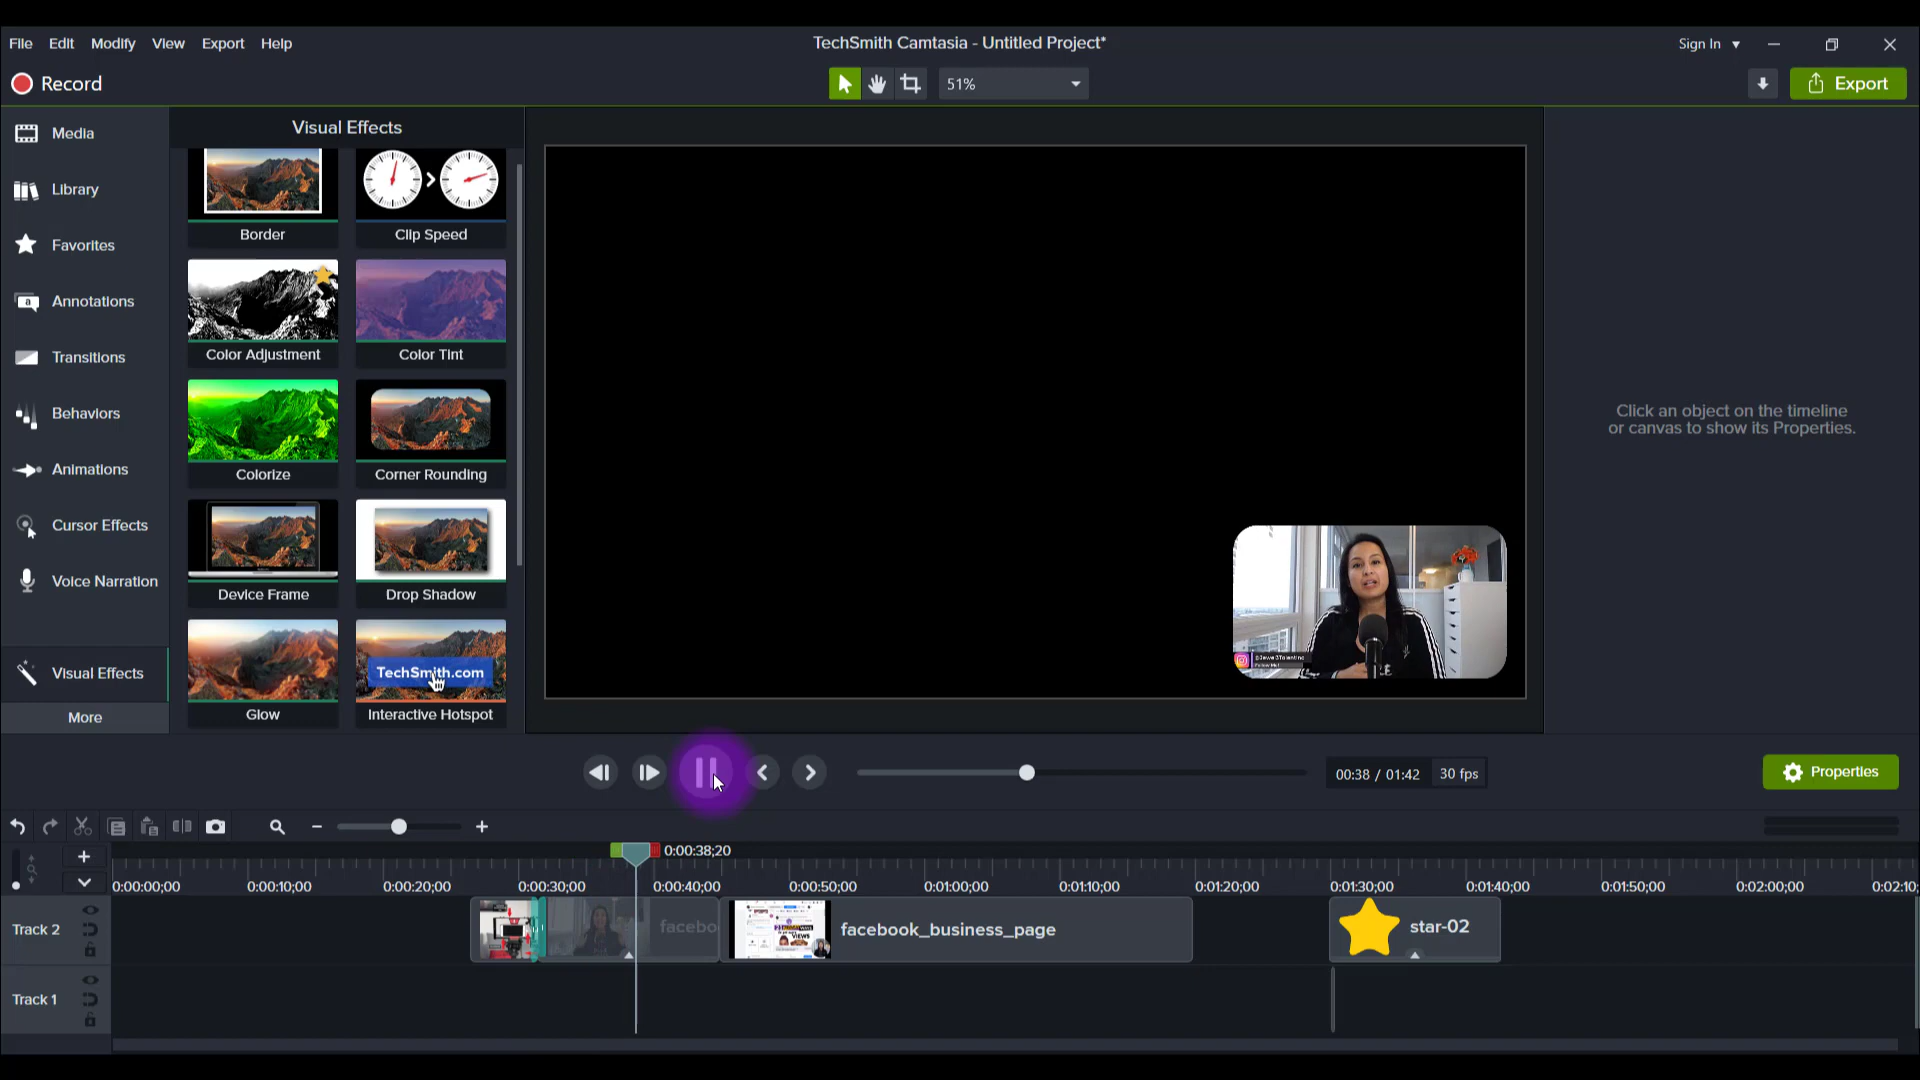 File Edit Modify View Export Help
TechSmith Camtasia - Untitled Project*
Sign In
Record
51%
Export
Media
Library
Favorites
Annotations
Transitions
Behaviors
Animations
Cursor Effects
Voice Narration
Visual Effects
More
Visual Effects
Border
Clip Speed
Color Adjustment
Color Tint
Colorize
Corner Rounding
Device Frame
Drop Shadow
TechSmith.com
Glow
Interactive Hotspot
Click an object on the timeline
or canvas to show its Properties.
00:38 / 01:42
30 fps
Properties
0:00:38;20
0:00:00;00 0:00:10;00 0:00:20;00 0:00:30;00 0:00:40;00 0:00:50;00 0:01:00;00 0:01:10;00 0:01:20;00 0:01:30;00 0:01:40;00 0:01:50;00 0:02:00;00 0:02:10;
Track 2
facebo
facebook_business_page
star-02
Track 1